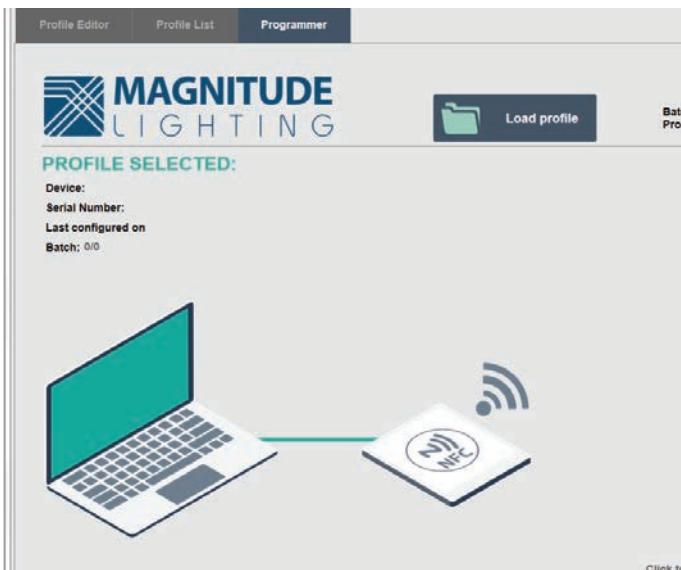 Profile Editor Profile List Programmer
MAGNITUDE
LIGHTING
Load profile
PROFILE SELECTED:
Device:
Serial Number:
Last configured on
Batch: 0/0
NFC
Click